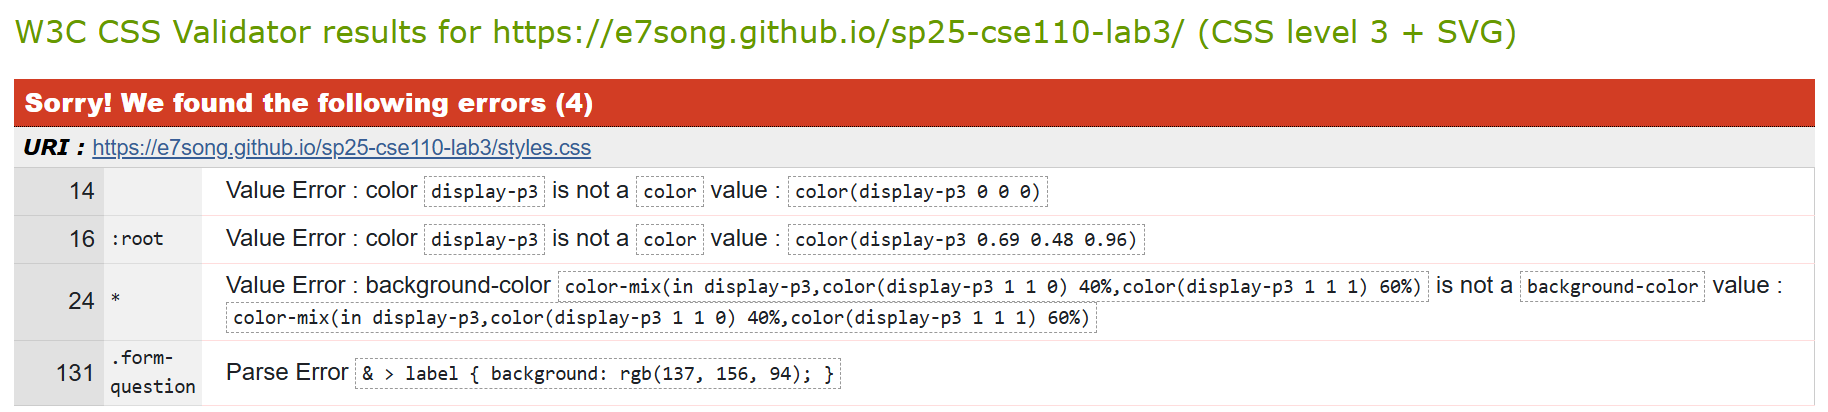 W3C CSS Validator results for https://e7song.github.io/sp25-cse110-lab3/ (CSS level 3 + SVG)
Sorry! We found the following errors (4)
URI : https://e7song.github.io/sp25-cse110-lab3/styles.css
14 Value Error : color display-p3 is not a color value : color(display-p3 0 0 0)
16 :root Value Error : color display-p3 is not a color value : color(display-p3 0.69 0.48 0.96)
24 * Value Error : background-color color-mix(in display-p3,color(display-p3 1 1 0) 40%,color(display-p3 1 1 1) 60%) is not a background-color value :
color-mix(in display-p3,color(display-p3 1 1 0) 40%,color(display-p3 1 1 1) 60%)
131 .form-
question Parse Error & > label { background: rgb(137, 156, 94); }